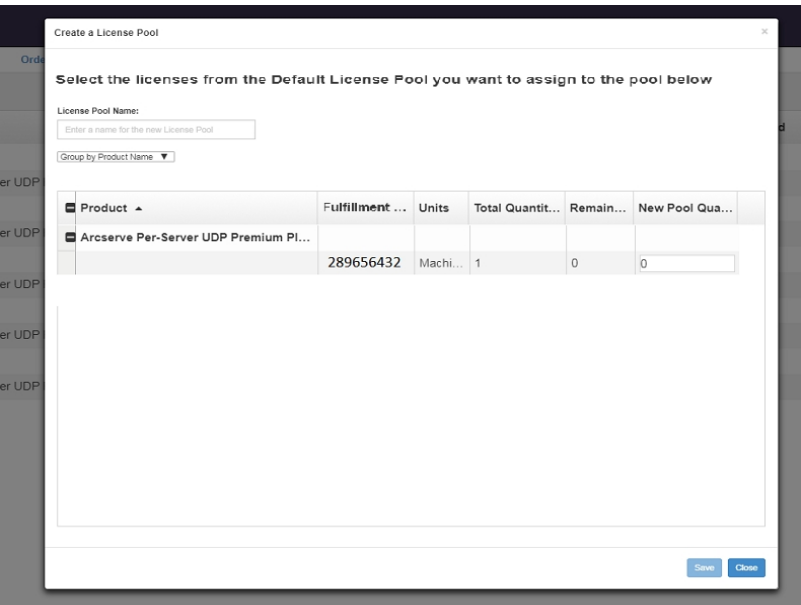 Create a License Pool
×
Orde
Select the licenses from the Default License Pool you want to assign to the pool below
License Pool Name:
Enter a name for the new License Pool
d
Group by Product Name ▼
er UDP
Product ▲ Fulfillment ... Units Total Quantit... Remain... New Pool Qua...
er UDP
Arcserve Per-Server UDP Premium Pl...
289656432 Machi... 1 0 0
er UDP
er UDP
er UDP
Save Close